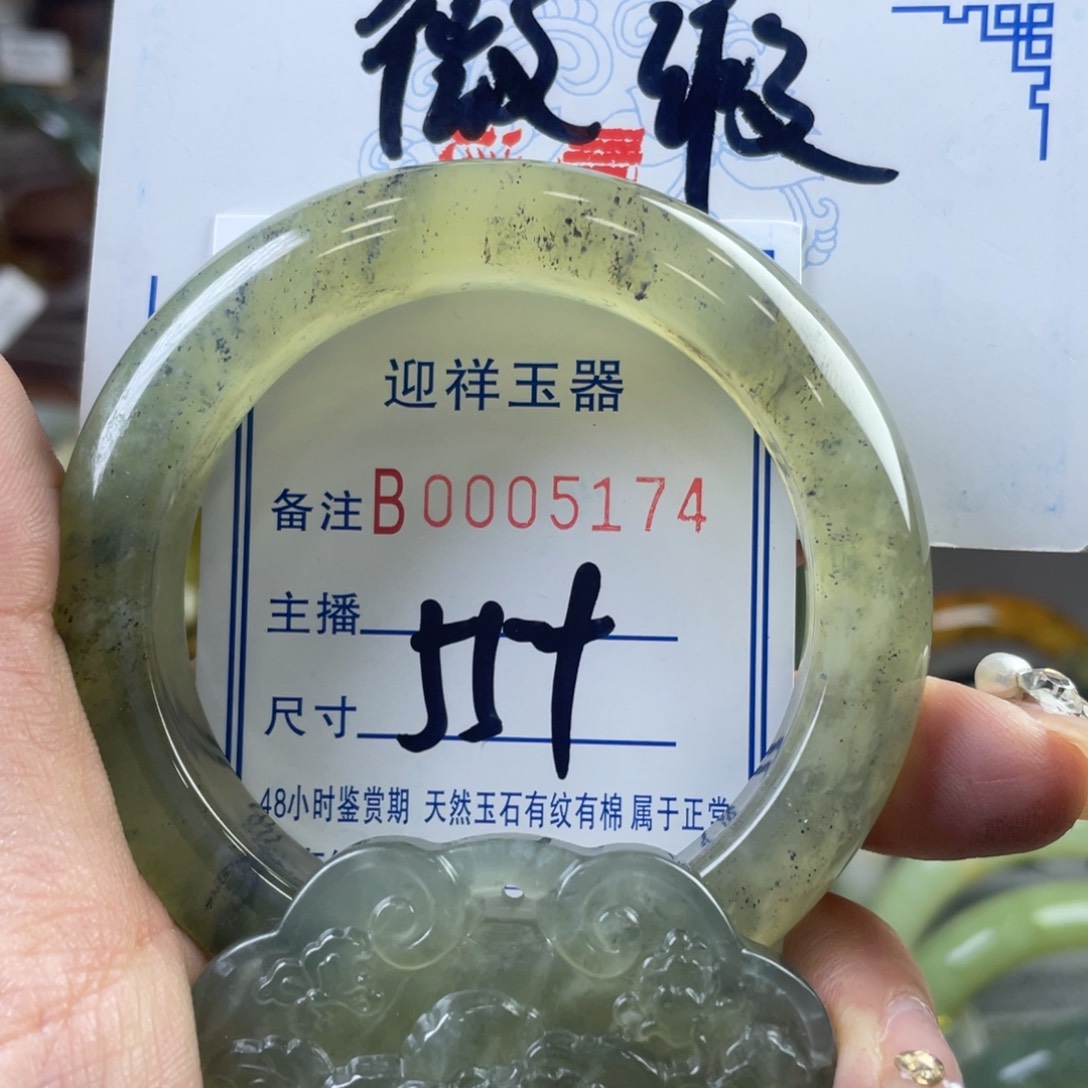 微瑕
迎祥玉器
备注B0005174
主播
尺寸
48小时鉴赏期 天然玉石有纹有棉 属于正常